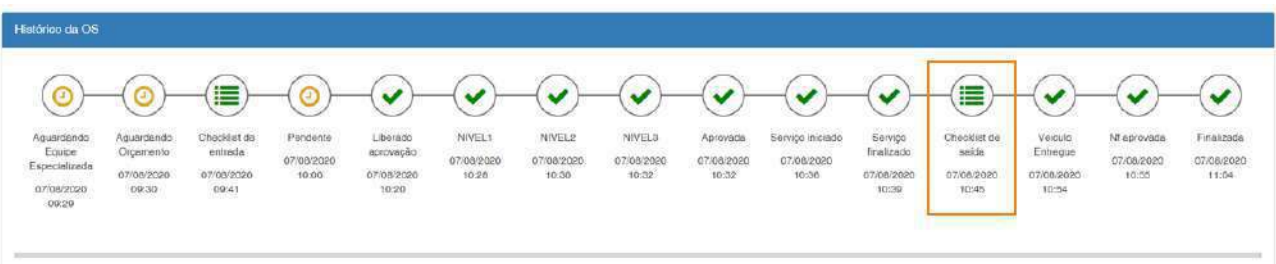 Histórico da OS
Aguardando
Equipe
Especializada
07/08/2020
09:29
Aguardando
Orçamento
07/08/2020
09:30
Checklist de
entrada
07/08/2020
09:41
Pendente
07/08/2020
10:00
Liberado
aprovação
07/08/2020
10:20
NIVEL1
07/08/2020
10:26
NIVEL2
07/08/2020
10:30
NIVEL3
07/08/2020
10:32
Aprovada
07/08/2020
10:32
Serviço Iniciado
07/08/2020
10:36
Serviço
finalizado
07/08/2020
10:39
Checklist de
saída
07/08/2020
10:45
Veiculo
Entregue
07/08/2020
10:54
Nf aprovada
07/08/2020
10:55
Finalizada
07/08/2020
11:04